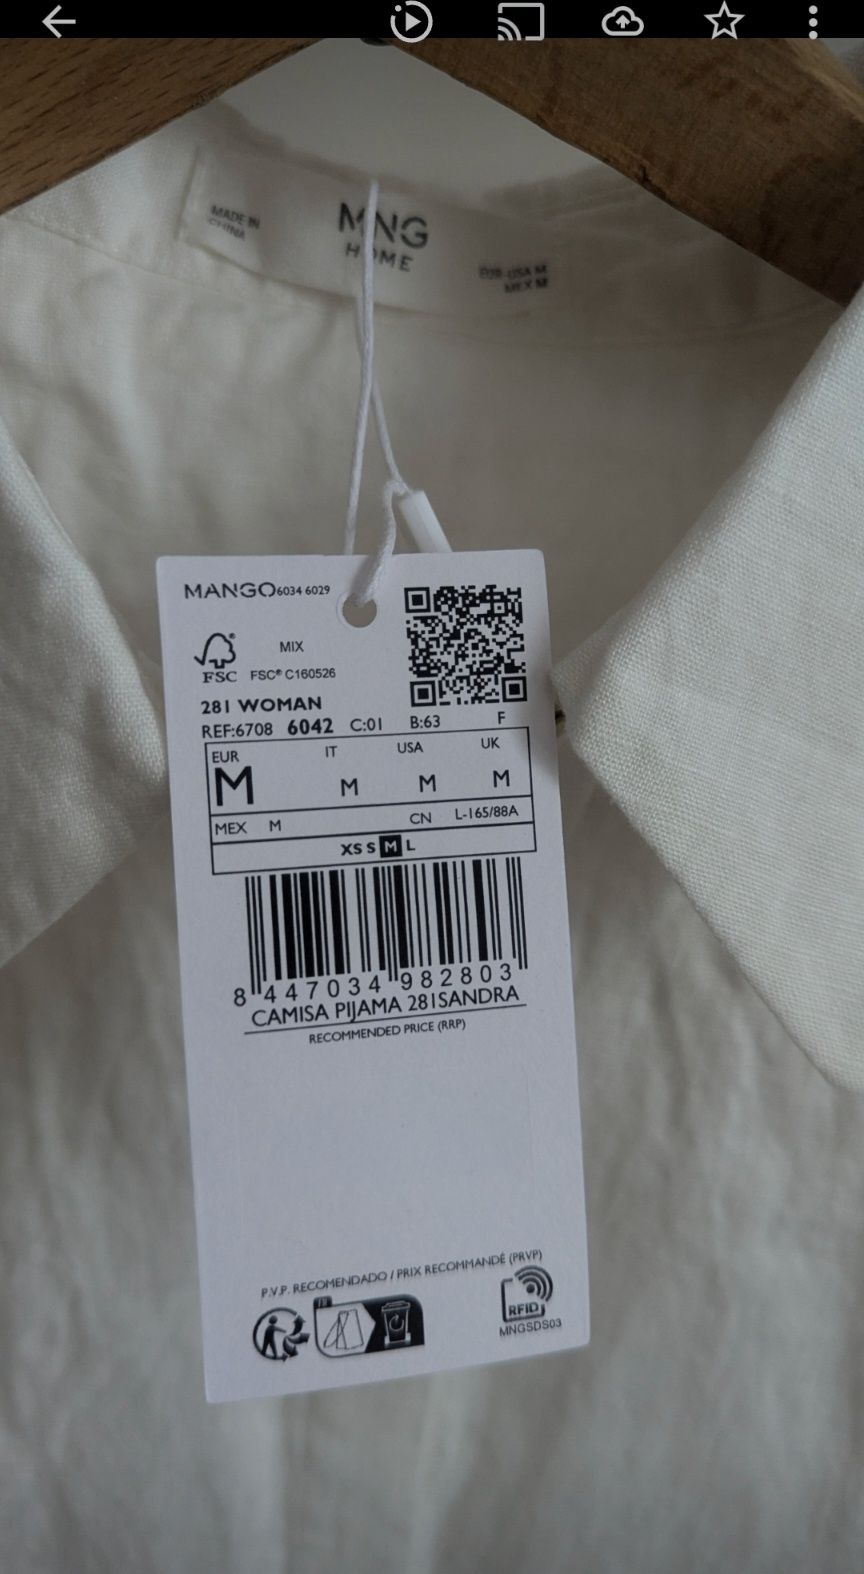 MADE IN
CHINA
MNG
HOME
EUR-USA M
MEX M
MANGO 6034 6029
MIX
FSC FSC® C160526
281 WOMAN
REF:6708 6042 C:01 B:63 F
EUR IT USA UK
M M M M
MEX M CN L-165/88A
XS S M L
8 447034 982803
CAMISA PIJAMA 281SANDRA
RECOMMENDED PRICE (RRP)
P.V.P. RECOMENDADO / PRIX RECOMMANDÉ (PRVP)
FR
RFID
MNGSDS03